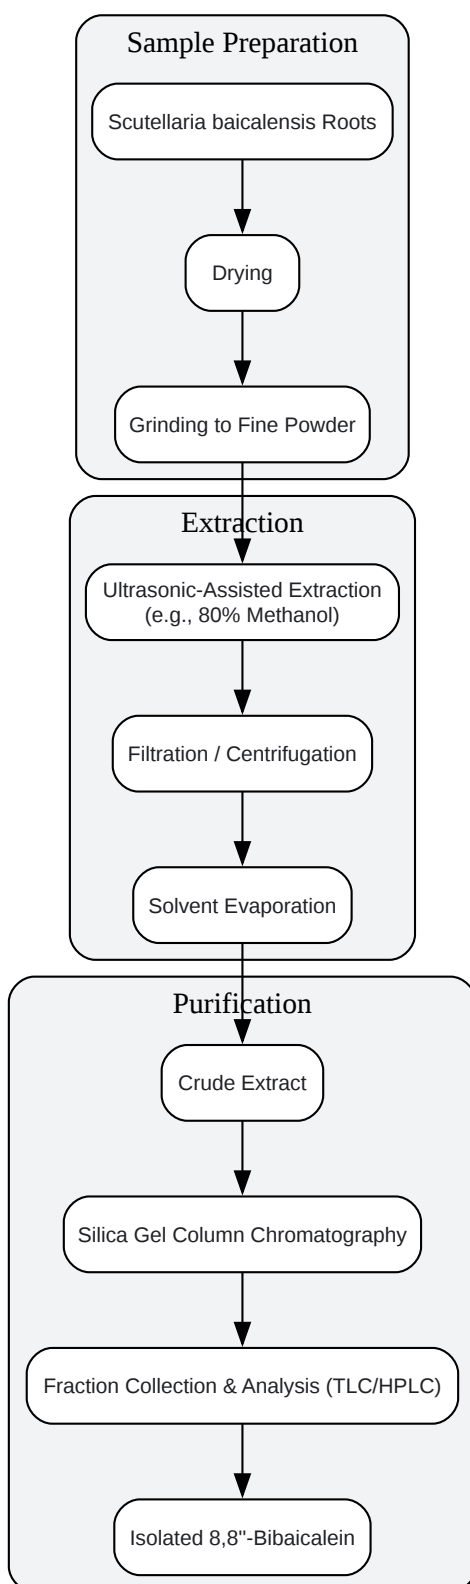 Sample Preparation
Scutellaria baicalensis Roots
Drying
Grinding to Fine Powder
Extraction
Ultrasonic-Assisted Extraction
(e.g., 80% Methanol)
Filtration / Centrifugation
Solvent Evaporation
Purification
Crude Extract
Silica Gel Column Chromatography
Fraction Collection & Analysis (TLC/HPLC)
Isolated 8,8"-Bibaicalein